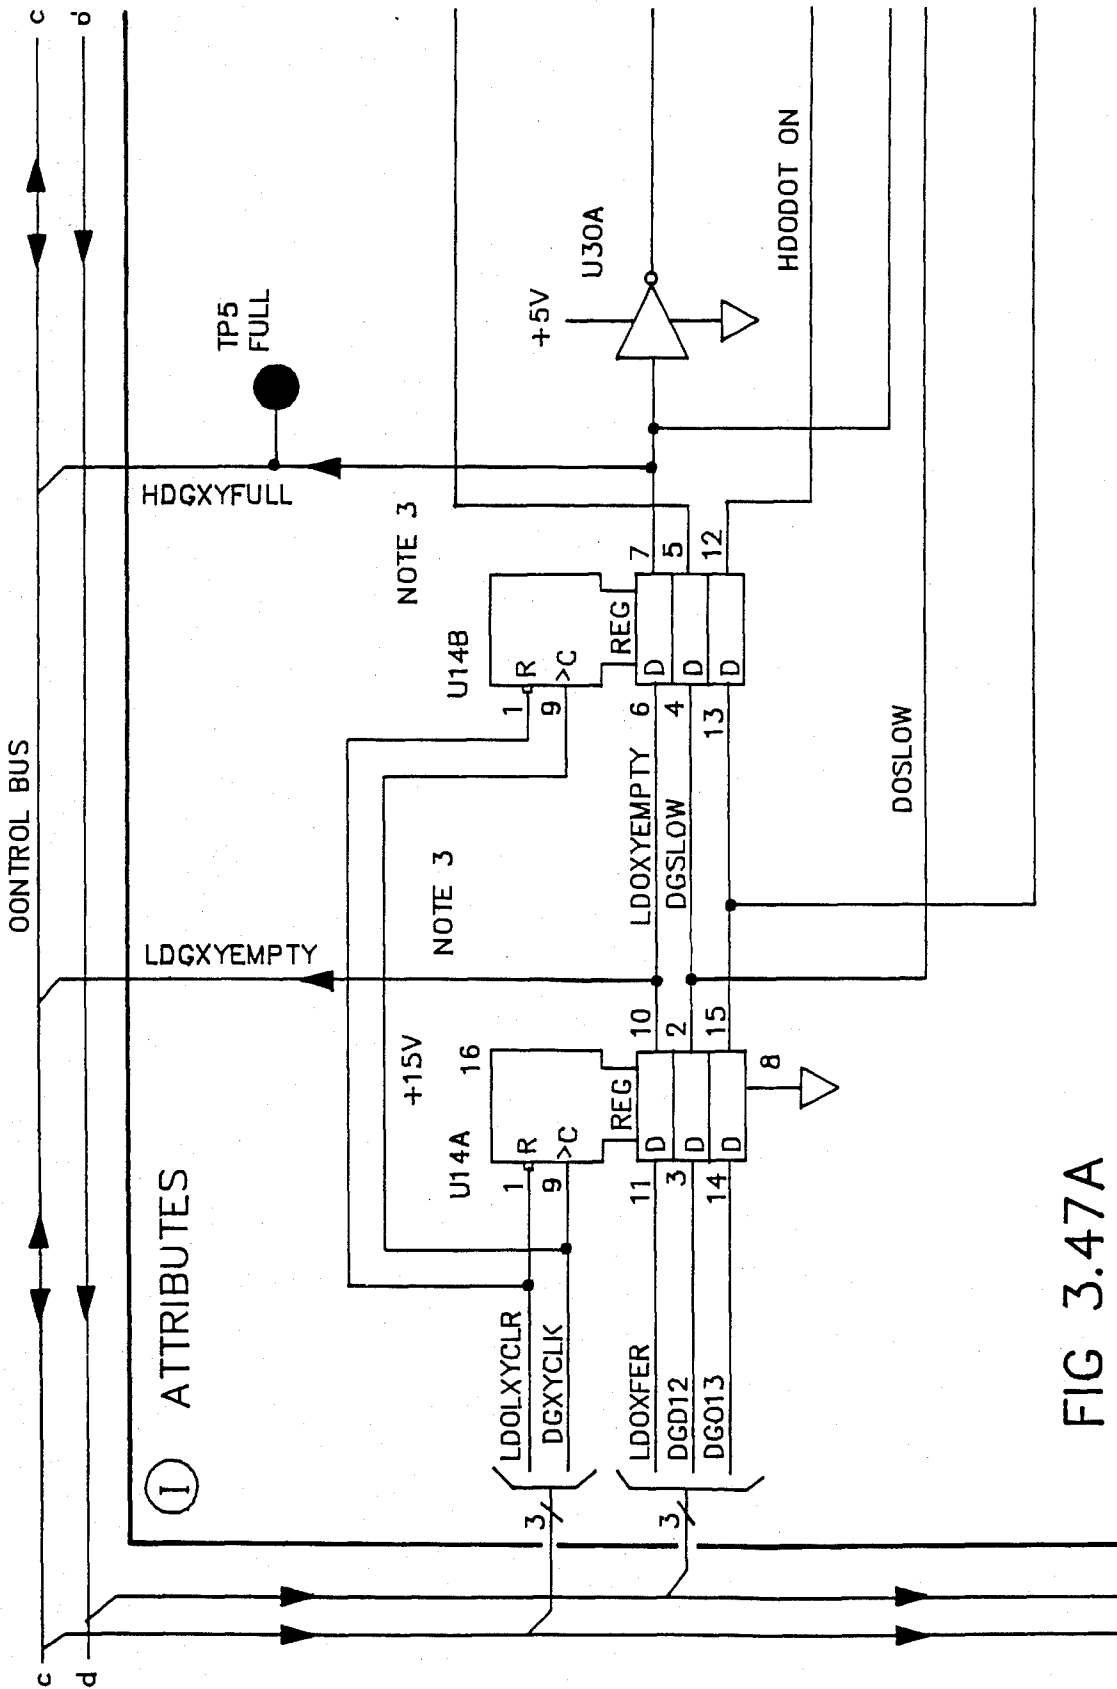 c
CONTROL BUS
c
d
d
① ATTRIBUTES
LDGXYEMPTY
HDGXYFULL
TP5
FULL
+15V
NOTE 3
NOTE 3
U14A
16
U14B
1
R
9
>C
1
R
9
>C
+5V
U30A
3
LDOLXYCLR
DGXYCLK
REG
REG
3
LDOXFER
11
D
10
LDOXYEMPTY
6
D
7
DGD12
3
D
2
DGSLOW
4
D
5
DGO13
14
D
15
13
D
12
8
HDODOT ON
DOSLOW
FIG 3.47A